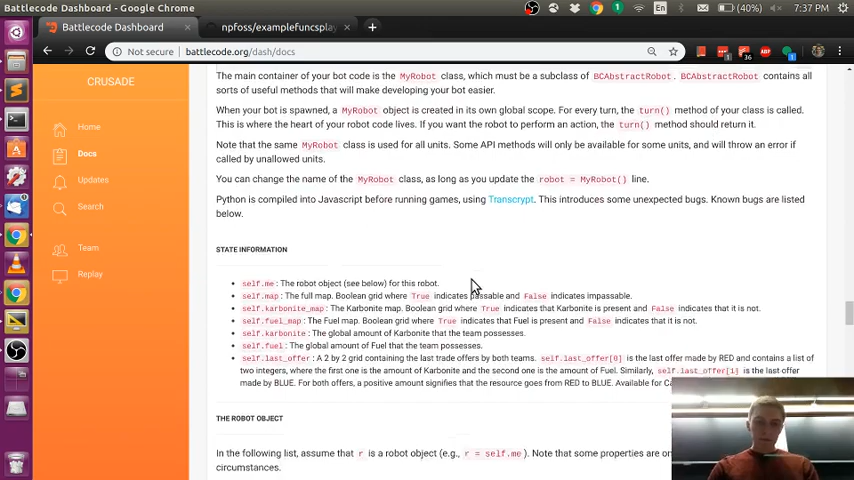 Battlecode Dashboard - Google Chrome
En (40%) 7:37 PM
Battlecode Dashboard
npfoss/examplefuncsplay
Not secure battlecode.org/dash/docs
36
CRUSADE
Home
Docs
Updates
Search
Team
Replay
The main container of your bot code is the MyRobot class, which must be a subclass of BCAbstractRobot. BCAbstractRobot contains all
sorts of useful methods that will make developing your bot easier.
When your bot is spawned, a MyRobot object is created in its own global scope. For every turn, the turn() method of your class is called.
This is where the heart of your robot code lives. If you want the robot to perform an action, the turn() method should return it.
Note that the same MyRobot class is used for all units. Some API methods will only be available for some units, and will throw an error if
called by unallowed units.
You can change the name of the MyRobot class, as long as you update the robot = MyRobot() line.
Python is compiled into Javascript before running games, using Transcrypt. This introduces some unexpected bugs. Known bugs are listed
below.
STATE INFORMATION
self.me : The robot object (see below) for this robot.
self.map : The full map. Boolean grid where True indicates passable and False indicates impassable.
self.karbonite_map : The Karbonite map. Boolean grid where True indicates that Karbonite is present and False indicates that it is not.
self.fuel_map : The Fuel map. Boolean grid where True indicates that Fuel is present and False indicates that it is not.
self.karbonite : The global amount of Karbonite that the team possesses.
self.fuel : The global amount of Fuel that the team possesses.
self.last_offer : A 2 by 2 grid containing the last trade offers by both teams. self.last_offer[0] is the last offer made by RED and contains a list of
two integers, where the first one is the amount of Karbonite and the second one is the amount of Fuel. Similarly, self.last_offer[1] is the last offer
made by BLUE. For both offers, a positive amount signifies that the resource goes from RED to BLUE. Available for Ca
THE ROBOT OBJECT
In the following list, assume that r is a robot object (e.g., r = self.me ). Note that some properties are on
circumstances.